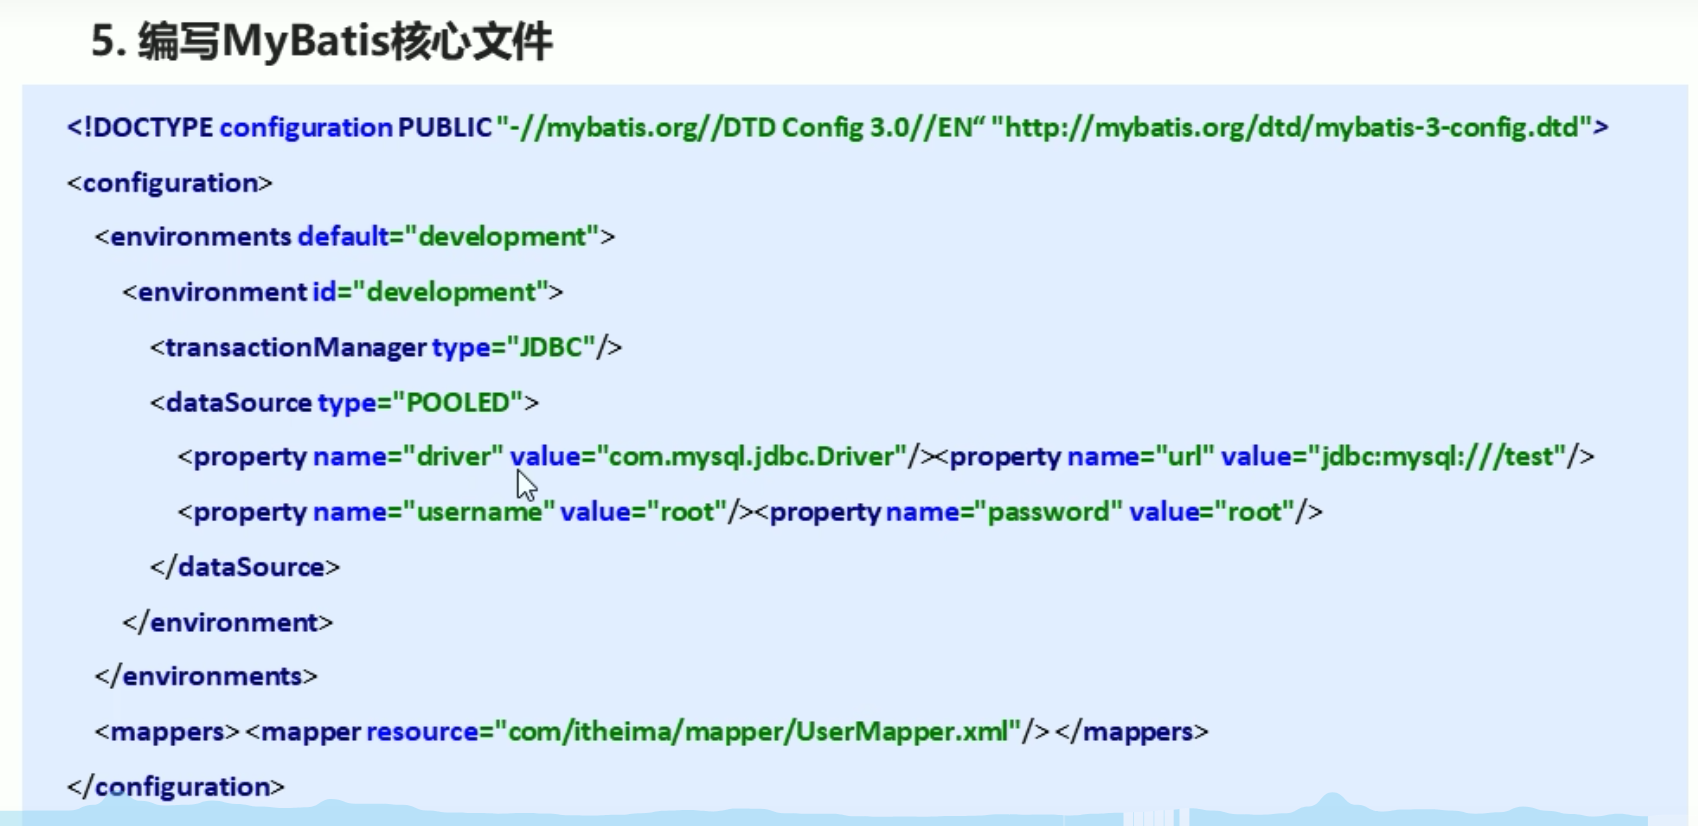 5. 编写MyBatis核心文件
<!DOCTYPE configuration PUBLIC "-//mybatis.org//DTD Config 3.0//EN“ "http://mybatis.org/dtd/mybatis-3-config.dtd">
<configuration>
<environments default="development">
<environment id="development">
<transactionManager type="JDBC"/>
<dataSource type="POOLED">
<property name="driver" value="com.mysql.jdbc.Driver"/><property name="url" value="jdbc:mysql:///test"/>
<property name="username" value="root"/><property name="password" value="root"/>
</dataSource>
</environment>
</environments>
<mappers> <mapper resource="com/itheima/mapper/UserMapper.xml"/> </mappers>
</configuration>